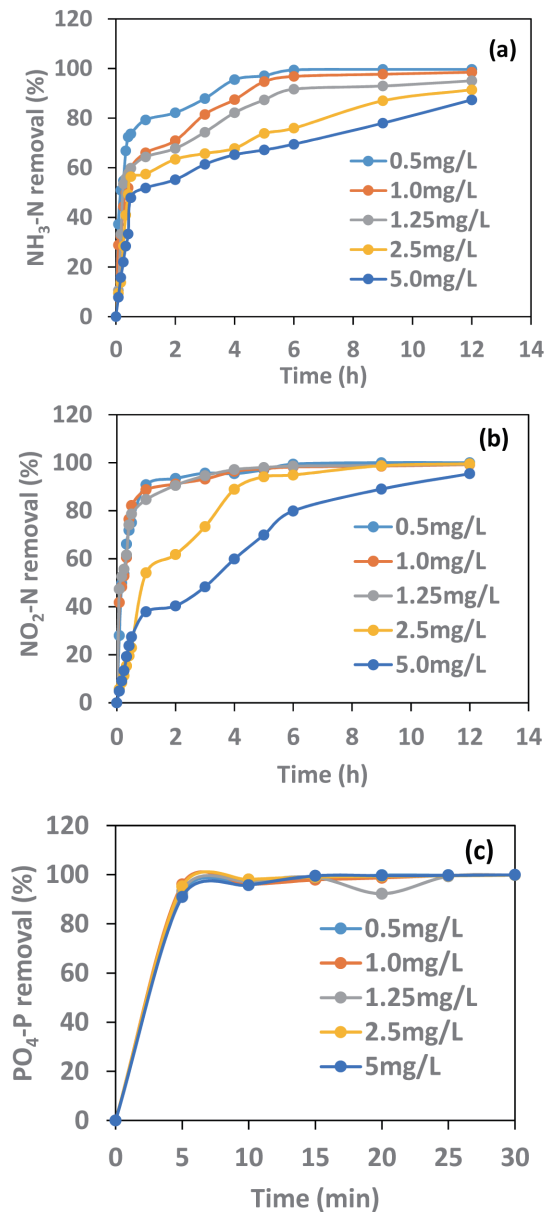 (a)
NH₃-N removal (%)
120
100
80
60
40
20
0
0.5mg/L
1.0mg/L
1.25mg/L
2.5mg/L
5.0mg/L
0 2 4 6 8 10 12 14
Time (h)
(b)
NO₂-N removal (%)
120
100
80
60
40
20
0
0.5mg/L
1.0mg/L
1.25mg/L
2.5mg/L
5.0mg/L
0 2 4 6 8 10 12 14
Time (h)
(c)
PO₄-P removal (%)
120
100
80
60
40
20
0
0.5mg/L
1.0mg/L
1.25mg/L
2.5mg/L
5mg/L
0 5 10 15 20 25 30
Time (min)